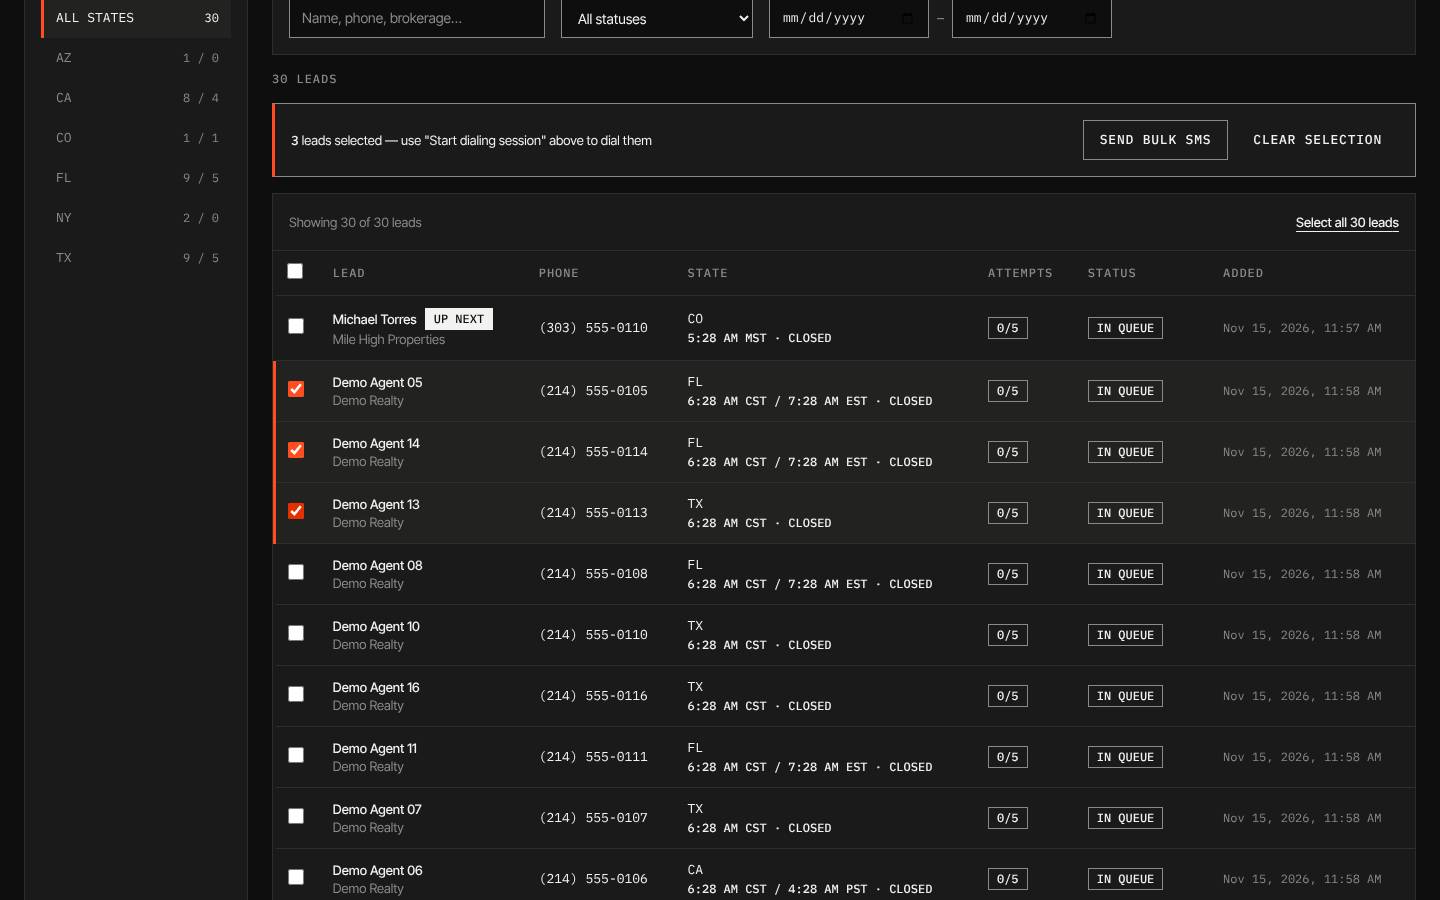 ALL STATES 30
AZ 1 / 0
CA 8 / 4
CO 1 / 1
FL 9 / 5
NY 2 / 0
TX 9 / 5
Name, phone, brokerage... All statuses mm/dd/yyyy – mm/dd/yyyy
30 LEADS
3 leads selected — use "Start dialing session" above to dial them SEND BULK SMS CLEAR SELECTION
Showing 30 of 30 leads Select all 30 leads
LEAD PHONE STATE ATTEMPTS STATUS ADDED
Michael Torres UP NEXT
Mile High Properties
(303) 555-0110
CO
5:28 AM MST · CLOSED
0/5 IN QUEUE Nov 15, 2026, 11:57 AM
Demo Agent 05
Demo Realty
(214) 555-0105
FL
6:28 AM CST / 7:28 AM EST · CLOSED
0/5 IN QUEUE Nov 15, 2026, 11:58 AM
Demo Agent 14
Demo Realty
(214) 555-0114
FL
6:28 AM CST / 7:28 AM EST · CLOSED
0/5 IN QUEUE Nov 15, 2026, 11:58 AM
Demo Agent 13
Demo Realty
(214) 555-0113
TX
6:28 AM CST · CLOSED
0/5 IN QUEUE Nov 15, 2026, 11:58 AM
Demo Agent 08
Demo Realty
(214) 555-0108
FL
6:28 AM CST / 7:28 AM EST · CLOSED
0/5 IN QUEUE Nov 15, 2026, 11:58 AM
Demo Agent 10
Demo Realty
(214) 555-0110
TX
6:28 AM CST · CLOSED
0/5 IN QUEUE Nov 15, 2026, 11:58 AM
Demo Agent 16
Demo Realty
(214) 555-0116
TX
6:28 AM CST · CLOSED
0/5 IN QUEUE Nov 15, 2026, 11:58 AM
Demo Agent 11
Demo Realty
(214) 555-0111
FL
6:28 AM CST / 7:28 AM EST · CLOSED
0/5 IN QUEUE Nov 15, 2026, 11:58 AM
Demo Agent 07
Demo Realty
(214) 555-0107
TX
6:28 AM CST · CLOSED
0/5 IN QUEUE Nov 15, 2026, 11:58 AM
Demo Agent 06
Demo Realty
(214) 555-0106
CA
6:28 AM CST / 4:28 AM PST · CLOSED
0/5 IN QUEUE Nov 15, 2026, 11:58 AM